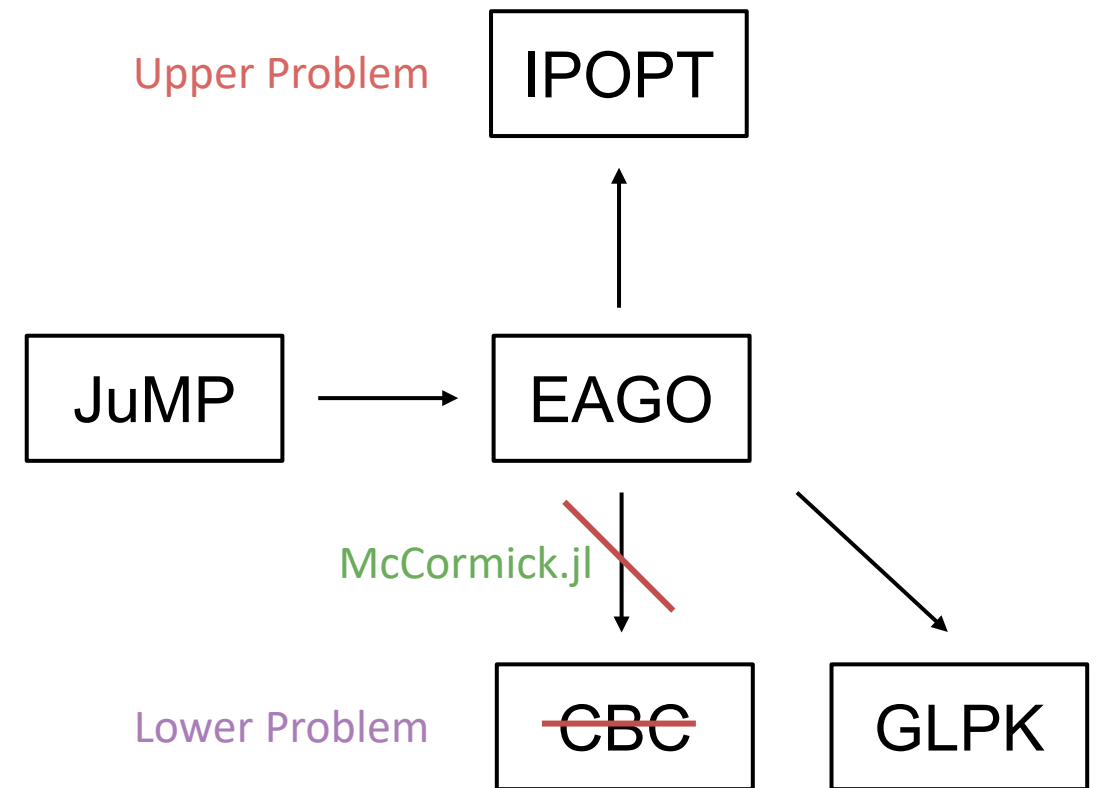 Upper Problem
IPOPT
JuMP
EAGO
McCormick.jl
Lower Problem
CBC
GLPK